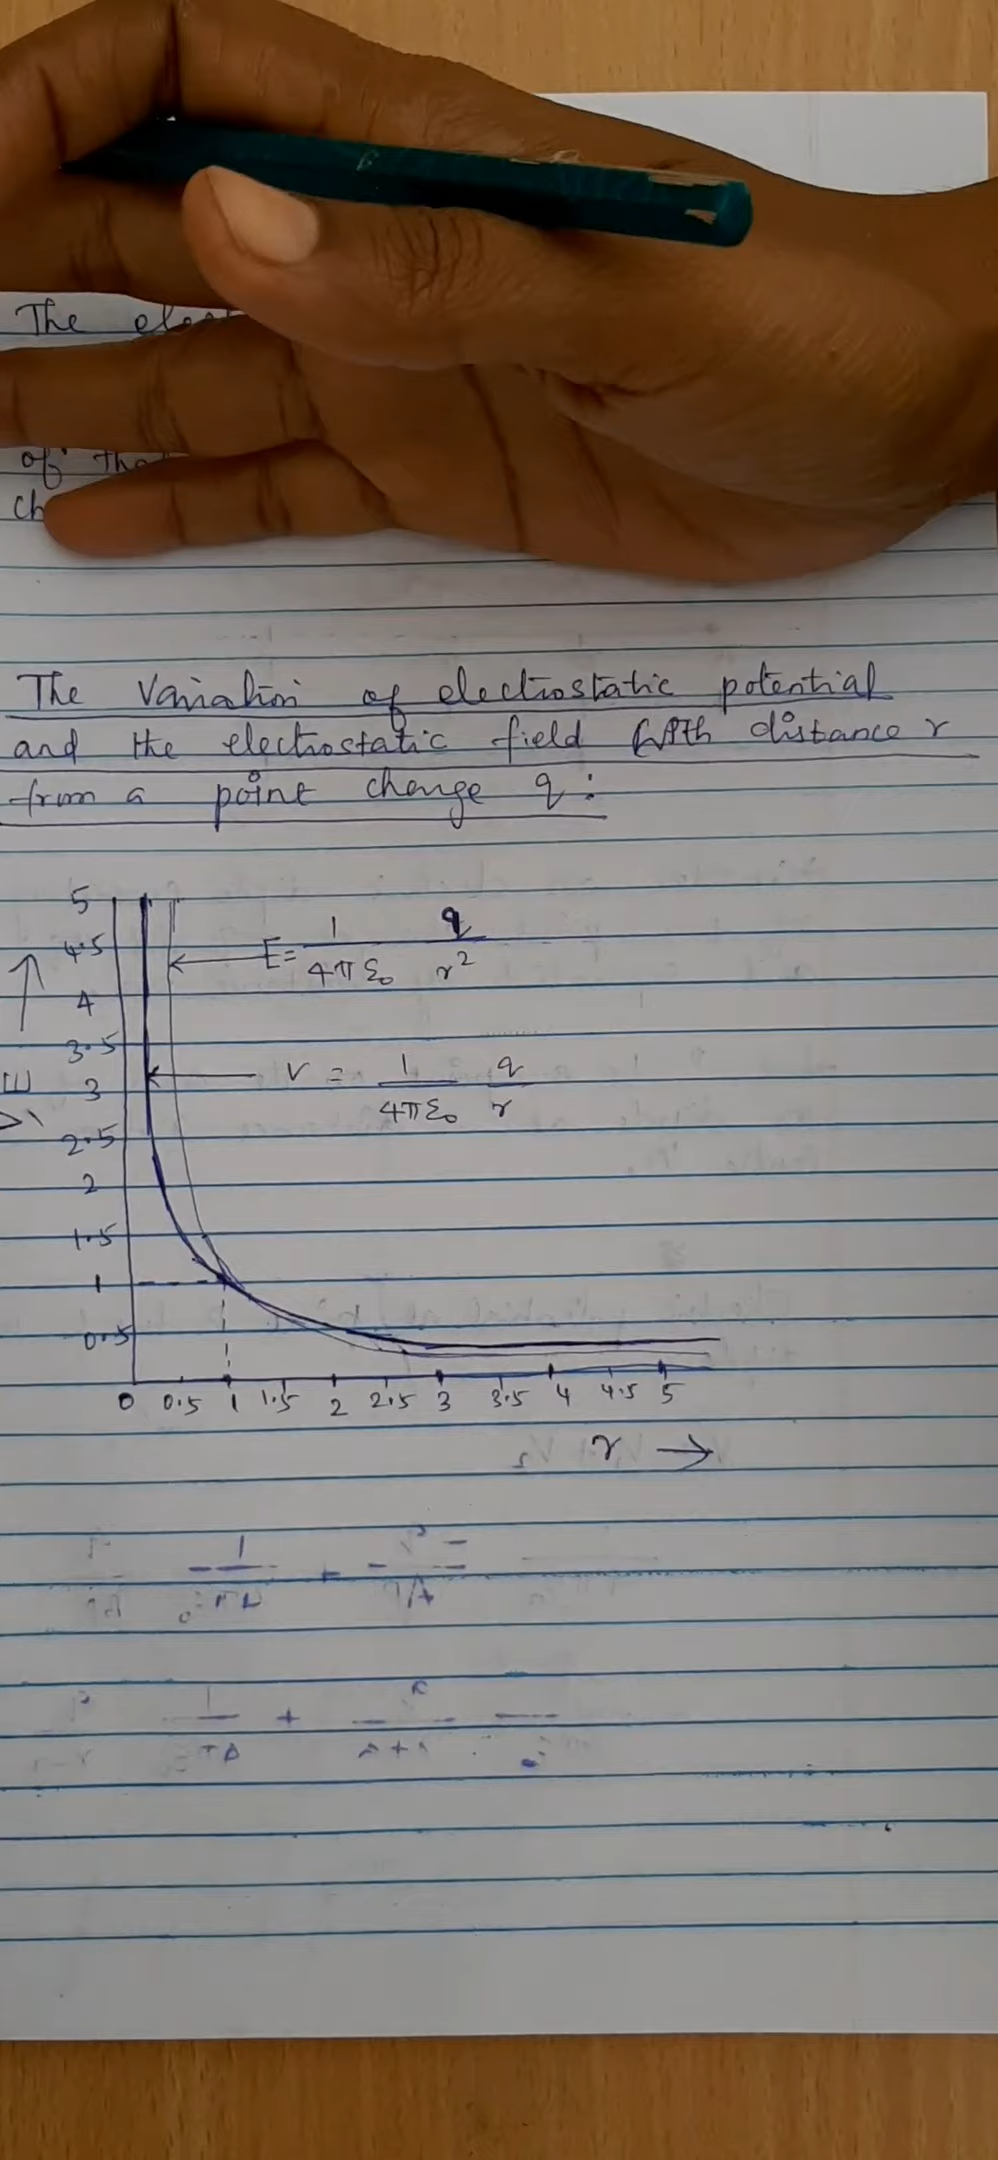 The
of
ch
The Variation of electrostatic potential
and the electrostatic field with distance r
from a point charge q:
5
4.5
E = 1/4πε₀ q/r²
4
3.5
E
3
V = 1/4πε₀ q/r
V
2.5
2
1.5
1
0.5
0 0.5 1 1.5 2 2.5 3 3.5 4 4.5 5
r →